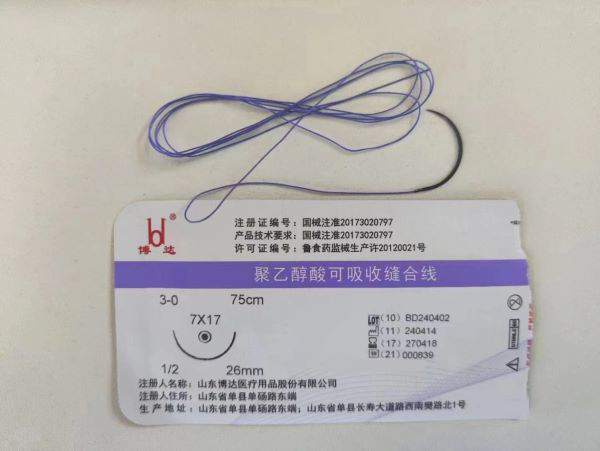 博达®
注册证编号：国械注准20173020797
产品技术要求：国械注准20173020797
许可证编号：鲁食药监械生产许20120021号
聚乙醇酸可吸收缝合线
3-0 75cm
7X17
1/2 26mm
LOT (10) BD240402
(11) 240414
(17) 270418
(21) 000839
注册人名称：山东博达医疗用品股份有限公司
注册人住所：山东省单县单砀路东端
生产地址：山东省单县单砀路东端；山东省单县长寿大道路西南樊路北1号